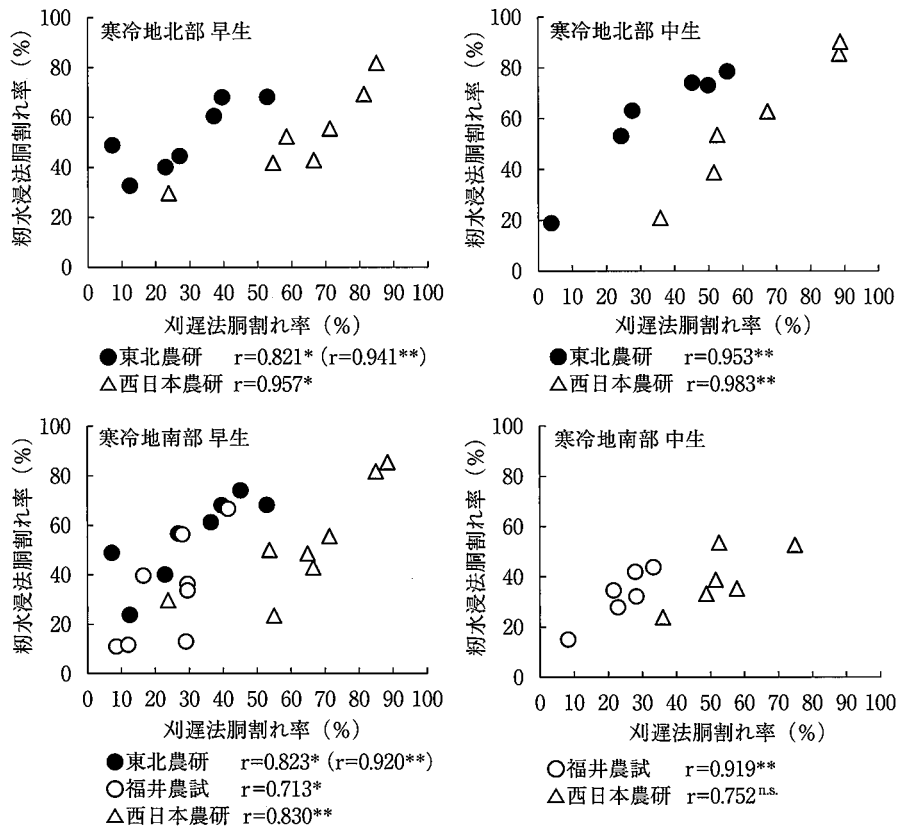 寒冷地北部 早生
籾水浸法胴割れ率（%）
100
80
60
40
20
0
0 10 20 30 40 50 60 70 80 90 100
刈遅法胴割れ率（%）
●東北農研 r=0.821*（r=0.941**）
△西日本農研 r=0.957*
寒冷地北部 中生
籾水浸法胴割れ率（%）
100
80
60
40
20
0
0 10 20 30 40 50 60 70 80 90 100
刈遅法胴割れ率（%）
●東北農研 r=0.953**
△西日本農研 r=0.983**
寒冷地南部 早生
籾水浸法胴割れ率（%）
100
80
60
40
20
0
0 10 20 30 40 50 60 70 80 90 100
刈遅法胴割れ率（%）
●東北農研 r=0.823*（r=0.920**）
○福井農試 r=0.713*
△西日本農研 r=0.830**
寒冷地南部 中生
籾水浸法胴割れ率（%）
100
80
60
40
20
0
0 10 20 30 40 50 60 70 80 90 100
刈遅法胴割れ率（%）
○福井農試 r=0.919**
△西日本農研 r=0.752n.s.